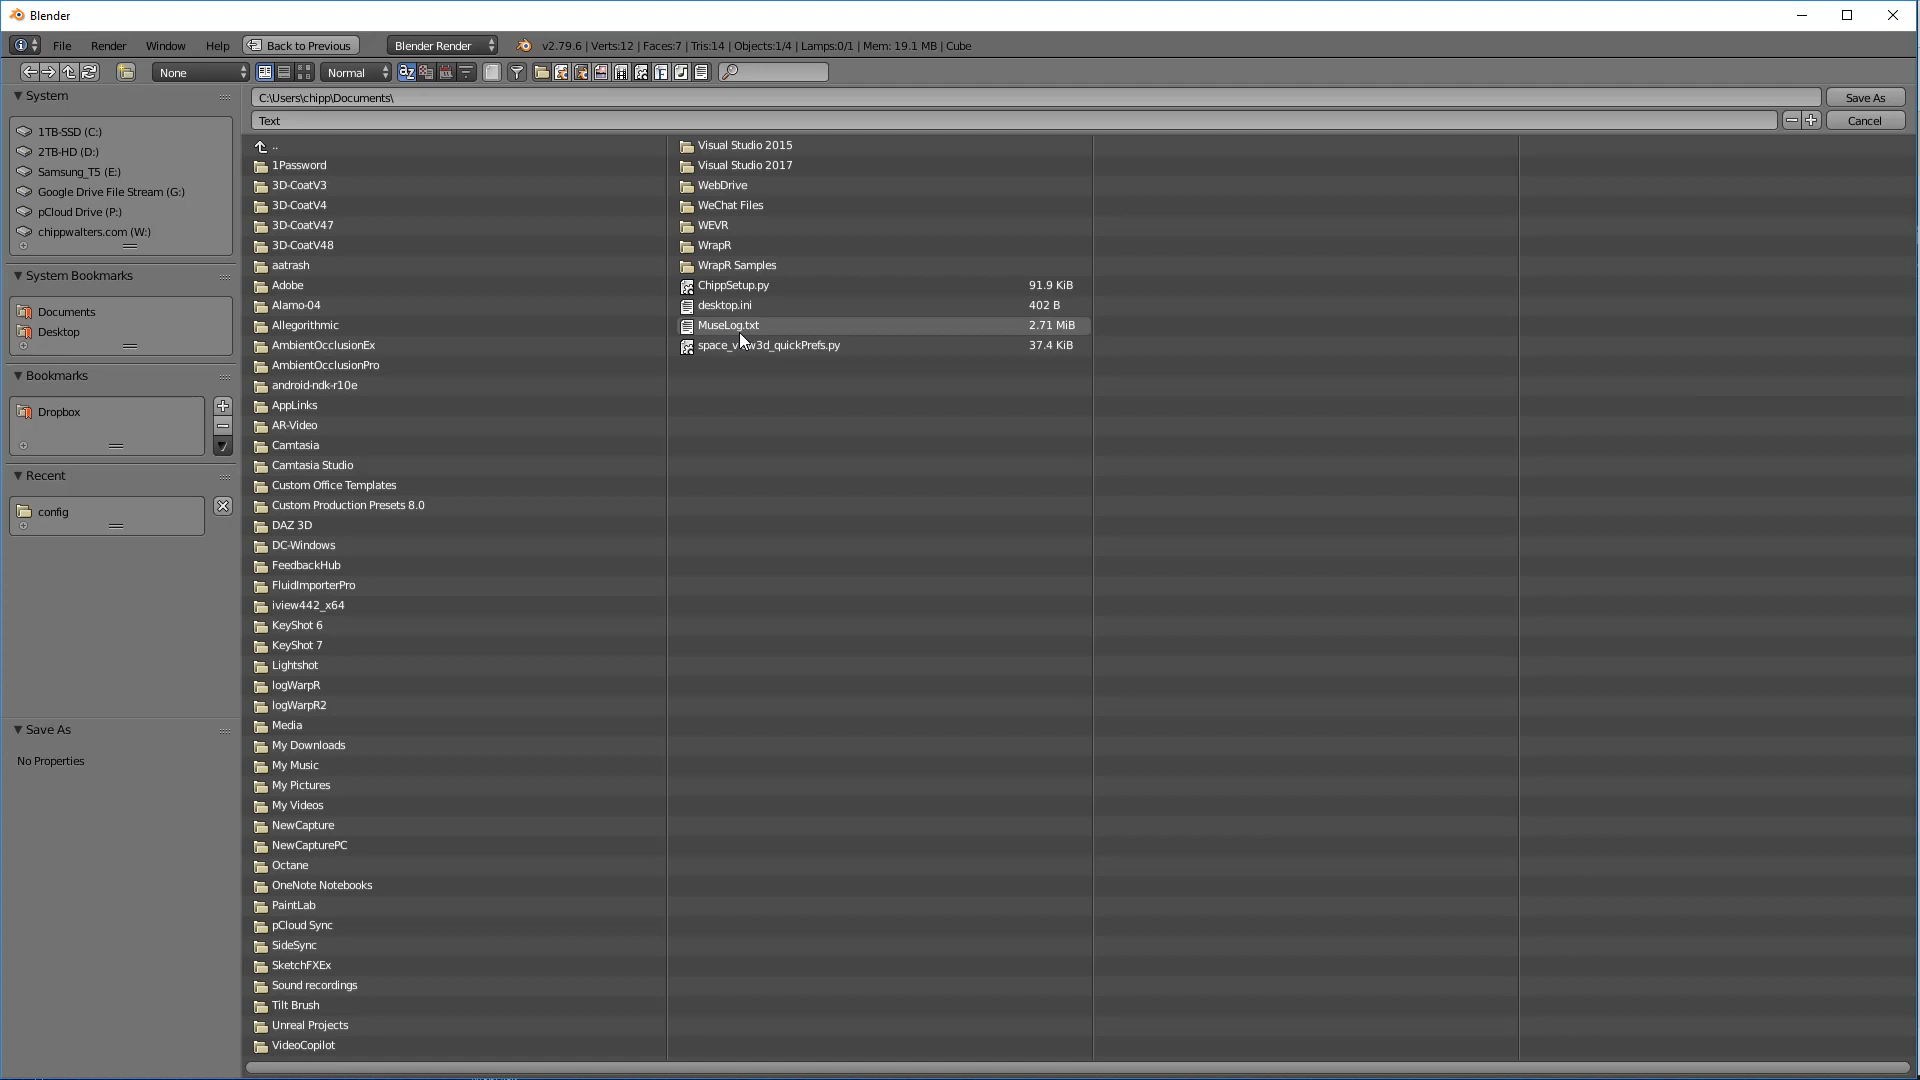 Blender
File Render Window Help Back to Previous Blender Render v2.79.6 | Verts:12 | Faces:7 | Tris:14 | Objects:1/4 | Lamps:0/1 | Mem: 19.1 MB | Cube
None Normal
System
1TB-SSD (C:)
2TB-HD (D:)
Samsung_T5 (E:)
Google Drive File Stream (G:)
pCloud Drive (P:)
chippwalters.com (W:)
System Bookmarks
Documents
Desktop
Bookmarks
Dropbox
Recent
config
Save As
No Properties
C:\Users\chipp\Documents\
Save As
Text
Cancel
..
1Password
3D-CoatV3
3D-CoatV4
3D-CoatV47
3D-CoatV48
aatrash
Adobe
Alamo-04
Allegorithmic
AmbientOcclusionEx
AmbientOcclusionPro
android-ndk-r10e
AppLinks
AR-Video
Camtasia
Camtasia Studio
Custom Office Templates
Custom Production Presets 8.0
DAZ 3D
DC-Windows
FeedbackHub
FluidImporterPro
iview442_x64
KeyShot 6
KeyShot 7
Lightshot
logWarpR
logWarpR2
Media
My Downloads
My Music
My Pictures
My Videos
NewCapture
NewCapturePC
Octane
OneNote Notebooks
PaintLab
pCloud Sync
SideSync
SketchFXEx
Sound recordings
Tilt Brush
Unreal Projects
VideoCopilot
Visual Studio 2015
Visual Studio 2017
WebDrive
WeChat Files
WEVR
WrapR
WrapR Samples
ChippSetup.py 91.9 KiB
desktop.ini 402 B
MuseLog.txt 2.71 MiB
space_view3d_quickPrefs.py 37.4 KiB